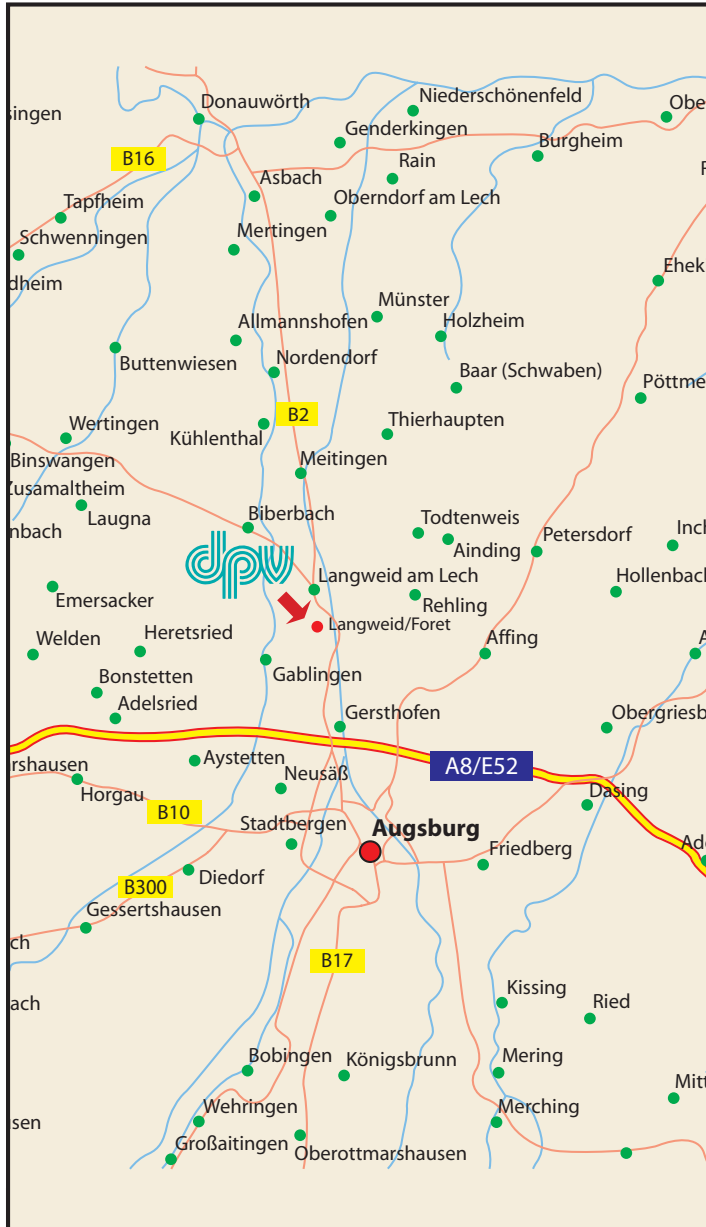 Donauwörth
Niederschönenfeld
Obe
singen
Genderkingen
Burgheim
B16
Rain
Asbach
Tapfheim
Oberndorf am Lech
Schwenningen
Mertingen
Ehek
dheim
Münster
Allmannshofen
Holzheim
Buttenwiesen
Nordendorf
Baar (Schwaben)
Pöttme
B2
Wertingen
Thierhaupten
Kühlenthal
Binswangen
Meitingen
Zusamaltheim
Laugna
Biberbach
Todtenweis
nbach
Petersdorf
Inch
Ainding
dpv
Langweid am Lech
Hollenbach
Emersacker
Rehling
Langweid/Foret
Welden
Heretsried
Affing
A
Bonstetten
Gablingen
Adelsried
Gersthofen
Obergriesb
rshausen
Aystetten
A8/E52
Neusäß
Horgau
Dasing
B10
Stadtbergen
Augsburg
Ade
Friedberg
B300
Diedorf
Gessertshausen
ch
B17
Kissing
ach
Ried
Bobingen
Königsbrunn
Mering
Mitt
Wehringen
Merching
sen
Großaitingen
Oberottmarshausen